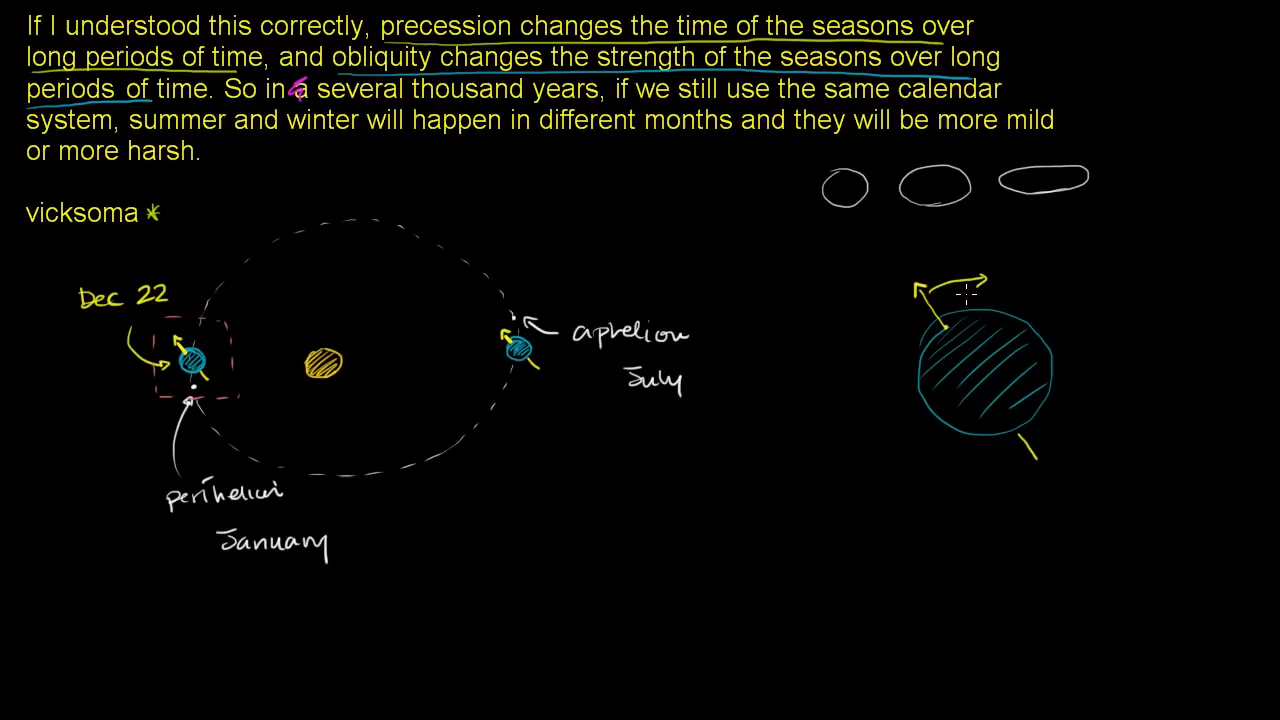 If I understood this correctly, precession changes the time of the seasons over
long periods of time, and obliquity changes the strength of the seasons over long
periods of time. So in a several thousand years, if we still use the same calendar
system, summer and winter will happen in different months and they will be more mild
or more harsh.
vicksoma *
Dec 22
aphelion
July
perihelion
January